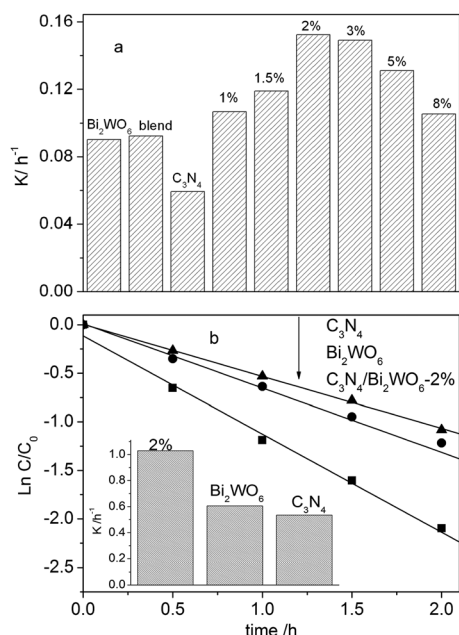 a
K/ h⁻¹
0.16
0.12
0.08
0.04
0.00
Bi₂WO₆ blend
C₃N₄
1%
1.5%
2%
3%
5%
8%
b
Ln C/C₀
0.0
-0.5
-1.0
-1.5
-2.0
-2.5
C₃N₄
Bi₂WO₆
C₃N₄/Bi₂WO₆-2%
K /h⁻¹
1.0
0.8
0.6
0.4
0.2
0.0
2%
Bi₂WO₆
C₃N₄
0.0 0.5 1.0 1.5 2.0
time /h